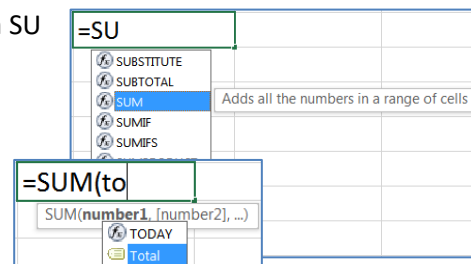 SU
=SU
SUBSTITUTE
SUBTOTAL
SUM
Adds all the numbers in a range of cells
SUMIF
SUMIFS
=SUM(to
SUM(number1, [number2], ...)
TODAY
Total